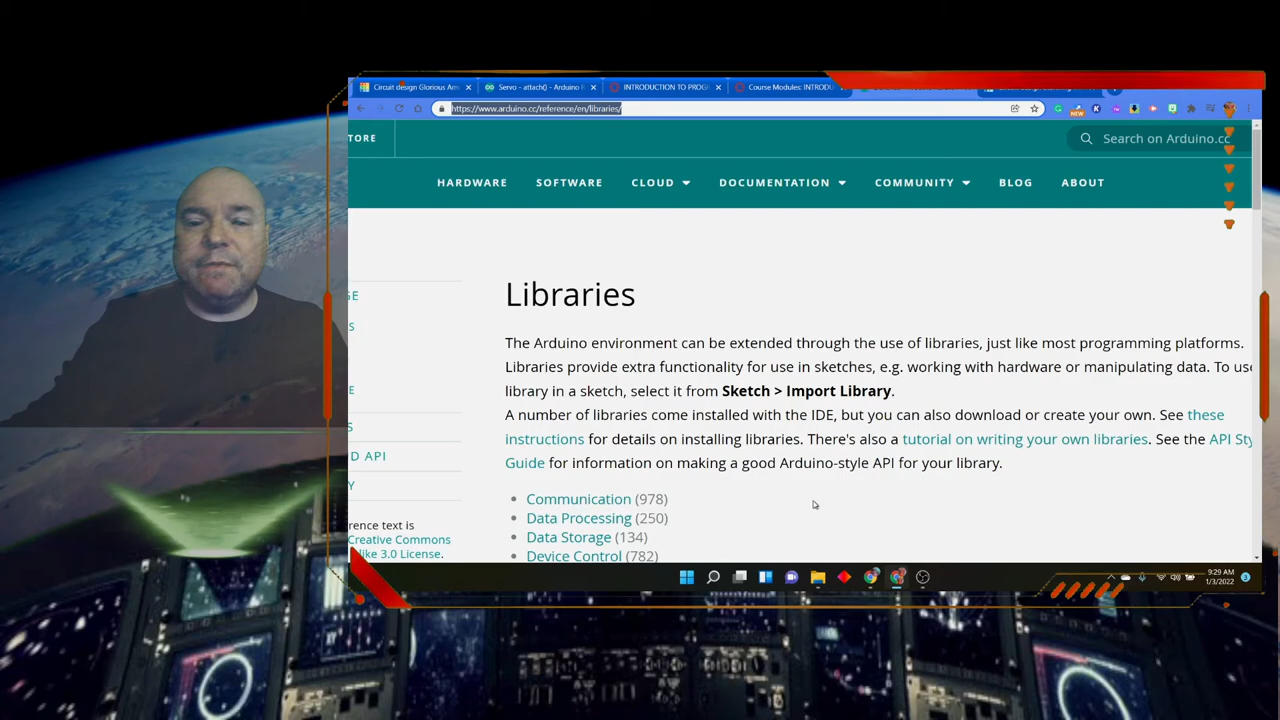 Circuit design Glorious Am
Servo - attach() - Arduino R
INTRODUCTION TO PROG
Course Modules: INTRODU
https://www.arduino.cc/reference/en/libraries/
NEW
TORE
Search on Arduino.cc
HARDWARE SOFTWARE CLOUD DOCUMENTATION COMMUNITY BLOG ABOUT
Libraries
GE
S
The Arduino environment can be extended through the use of libraries, just like most programming platforms.
Libraries provide extra functionality for use in sketches, e.g. working with hardware or manipulating data. To use
library in a sketch, select it from Sketch > Import Library.
E
A number of libraries come installed with the IDE, but you can also download or create your own. See these
S
instructions for details on installing libraries. There's also a tutorial on writing your own libraries. See the API Sty
D API
Guide for information on making a good Arduino-style API for your library.
Y
Communication (978)
Data Processing (250)
rence text is
Data Storage (134)
Creative Commons
like 3.0 License.
Device Control (782)
9:29 AM
1/3/2022
3